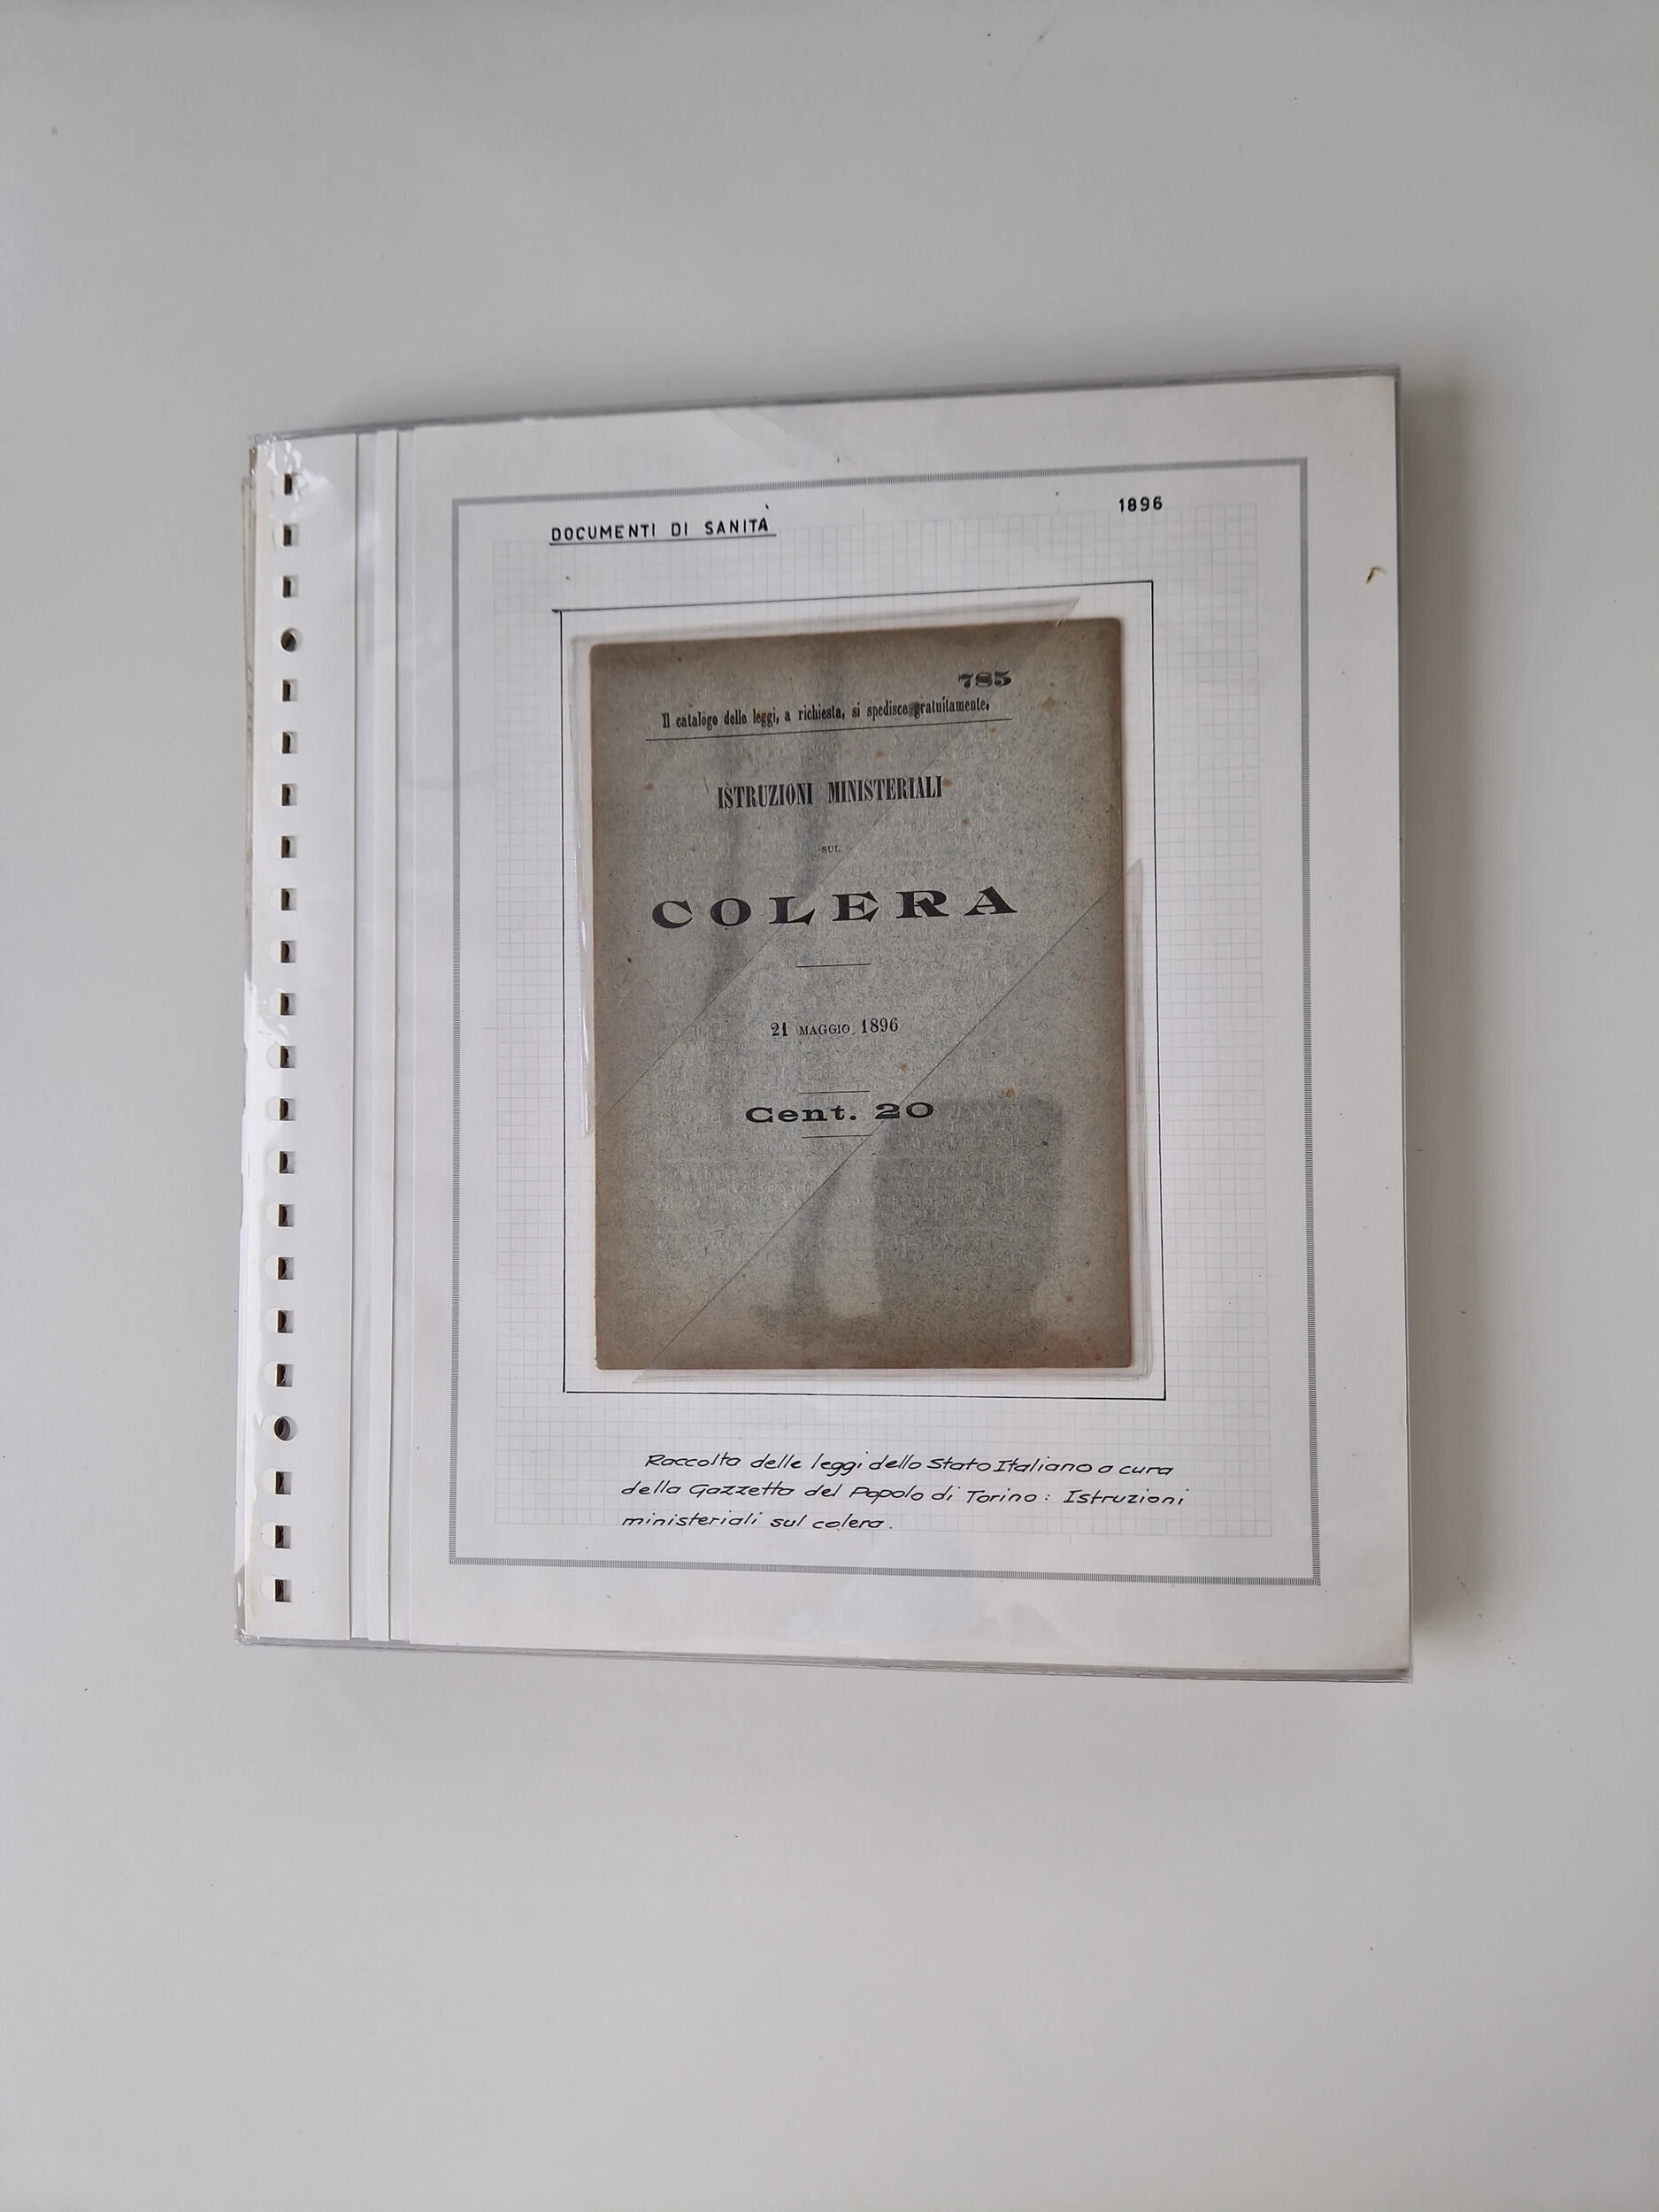 DOCUMENTI DI SANITÀ
1896
785
Il catalogo delle leggi, a richiesta, si spedisce gratuitamente.
ISTRUZIONI MINISTERIALI
SUL
COLERA
21 MAGGIO 1896
Cent. 20
Raccolta delle leggi dello Stato Italiano a cura
della Gazzetta del Popolo di Torino: Istruzioni
ministeriali sul colera.